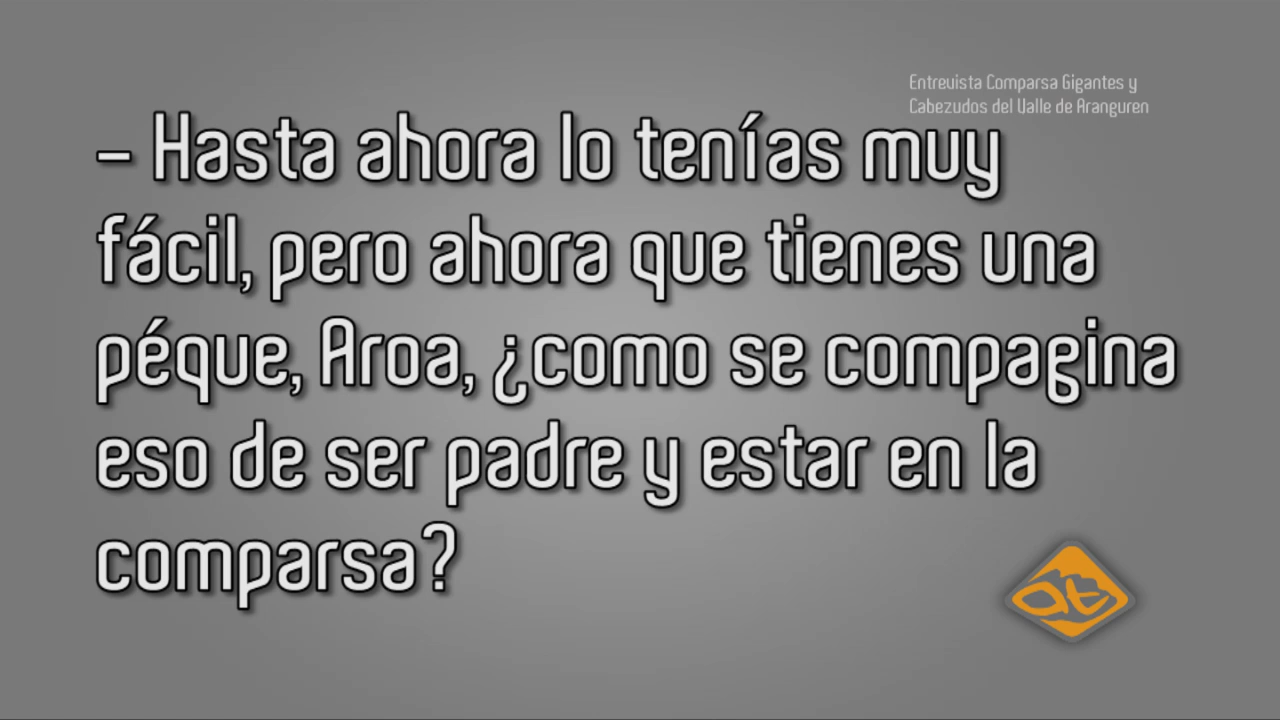 Entrevista Comparsa Gigantes y
Cabezudos del Valle de Aranguren
– Hasta ahora lo tenías muy
fácil, pero ahora que tienes una
péque, Aroa, ¿como se compagina
eso de ser padre y estar en la
comparsa?